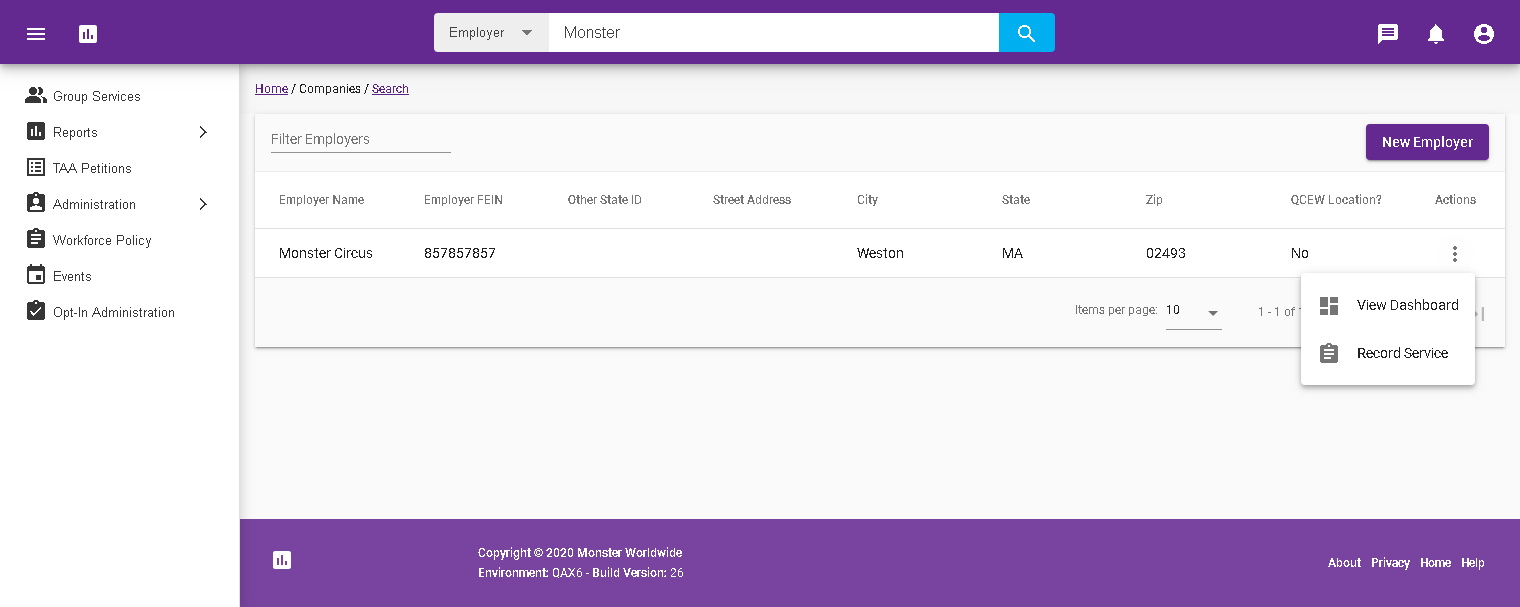 Employer
Monster
Group Services
Reports
TAA Petitions
Administration
Workforce Policy
Events
Opt-In Administration
Home / Companies / Search
Filter Employers
New Employer
Employer Name Employer FEIN Other State ID Street Address City State Zip QCEW Location? Actions
Monster Circus 857857857 Weston MA 02493 No
Items per page: 10 1 - 1 of
View Dashboard
Record Service
Copyright © 2020 Monster Worldwide
Environment: QAX6 - Build Version: 26
About Privacy Home Help